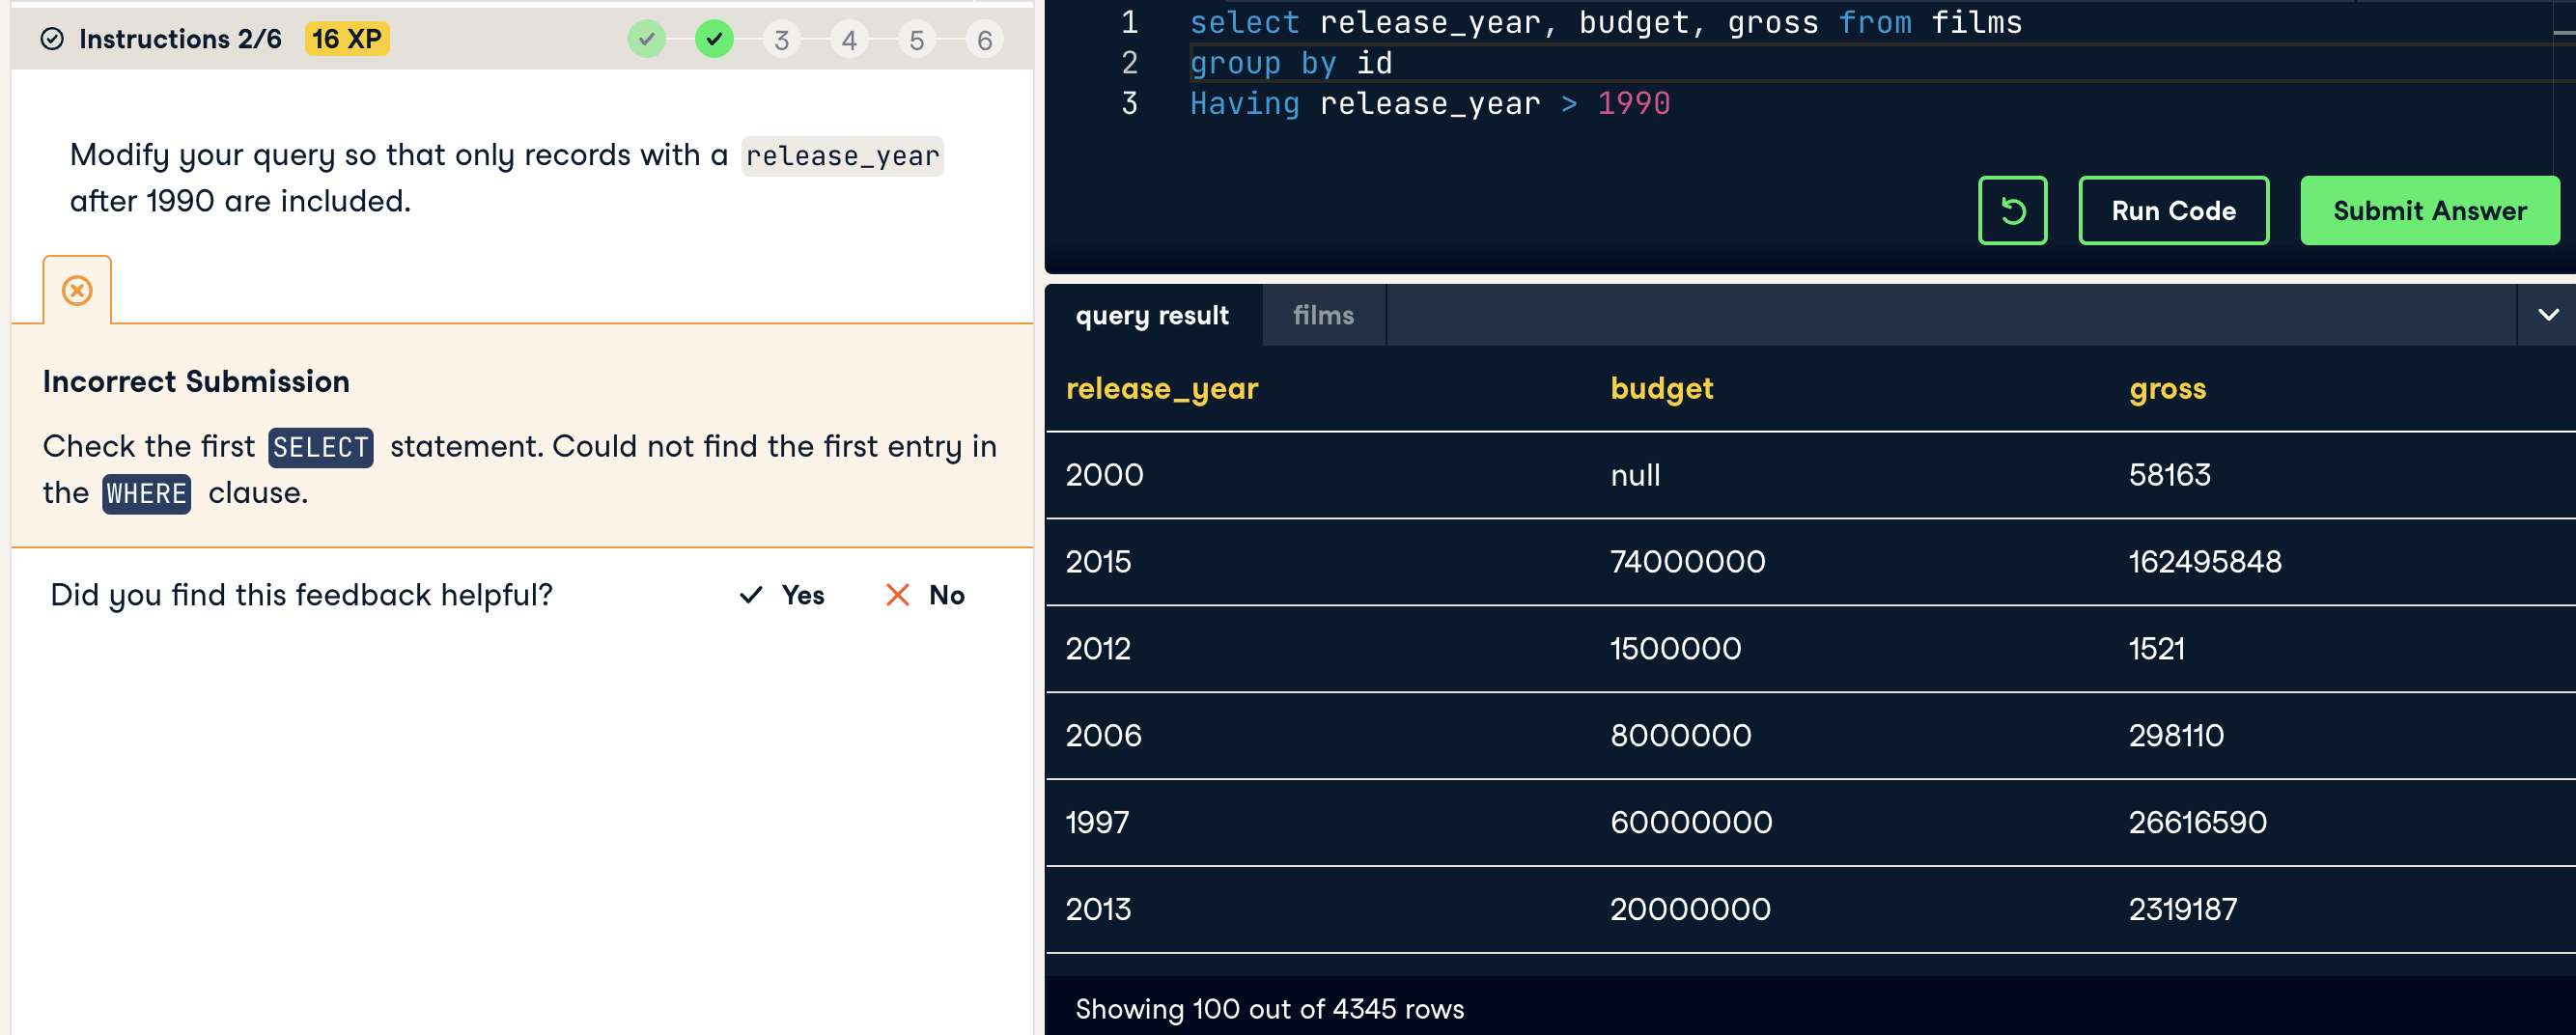 Instructions 2/6 16 XP 3 4 5 6
Modify your query so that only records with a release_year
after 1990 are included.
Incorrect Submission
Check the first SELECT statement. Could not find the first entry in
the WHERE clause.
Did you find this feedback helpful? Yes No
1 select release_year, budget, gross from films
2 group by id
3 Having release_year > 1990
Run Code Submit Answer
query result films
release_year budget gross
2000 null 58163
2015 74000000 162495848
2012 1500000 1521
2006 8000000 298110
1997 60000000 26616590
2013 20000000 2319187
Showing 100 out of 4345 rows